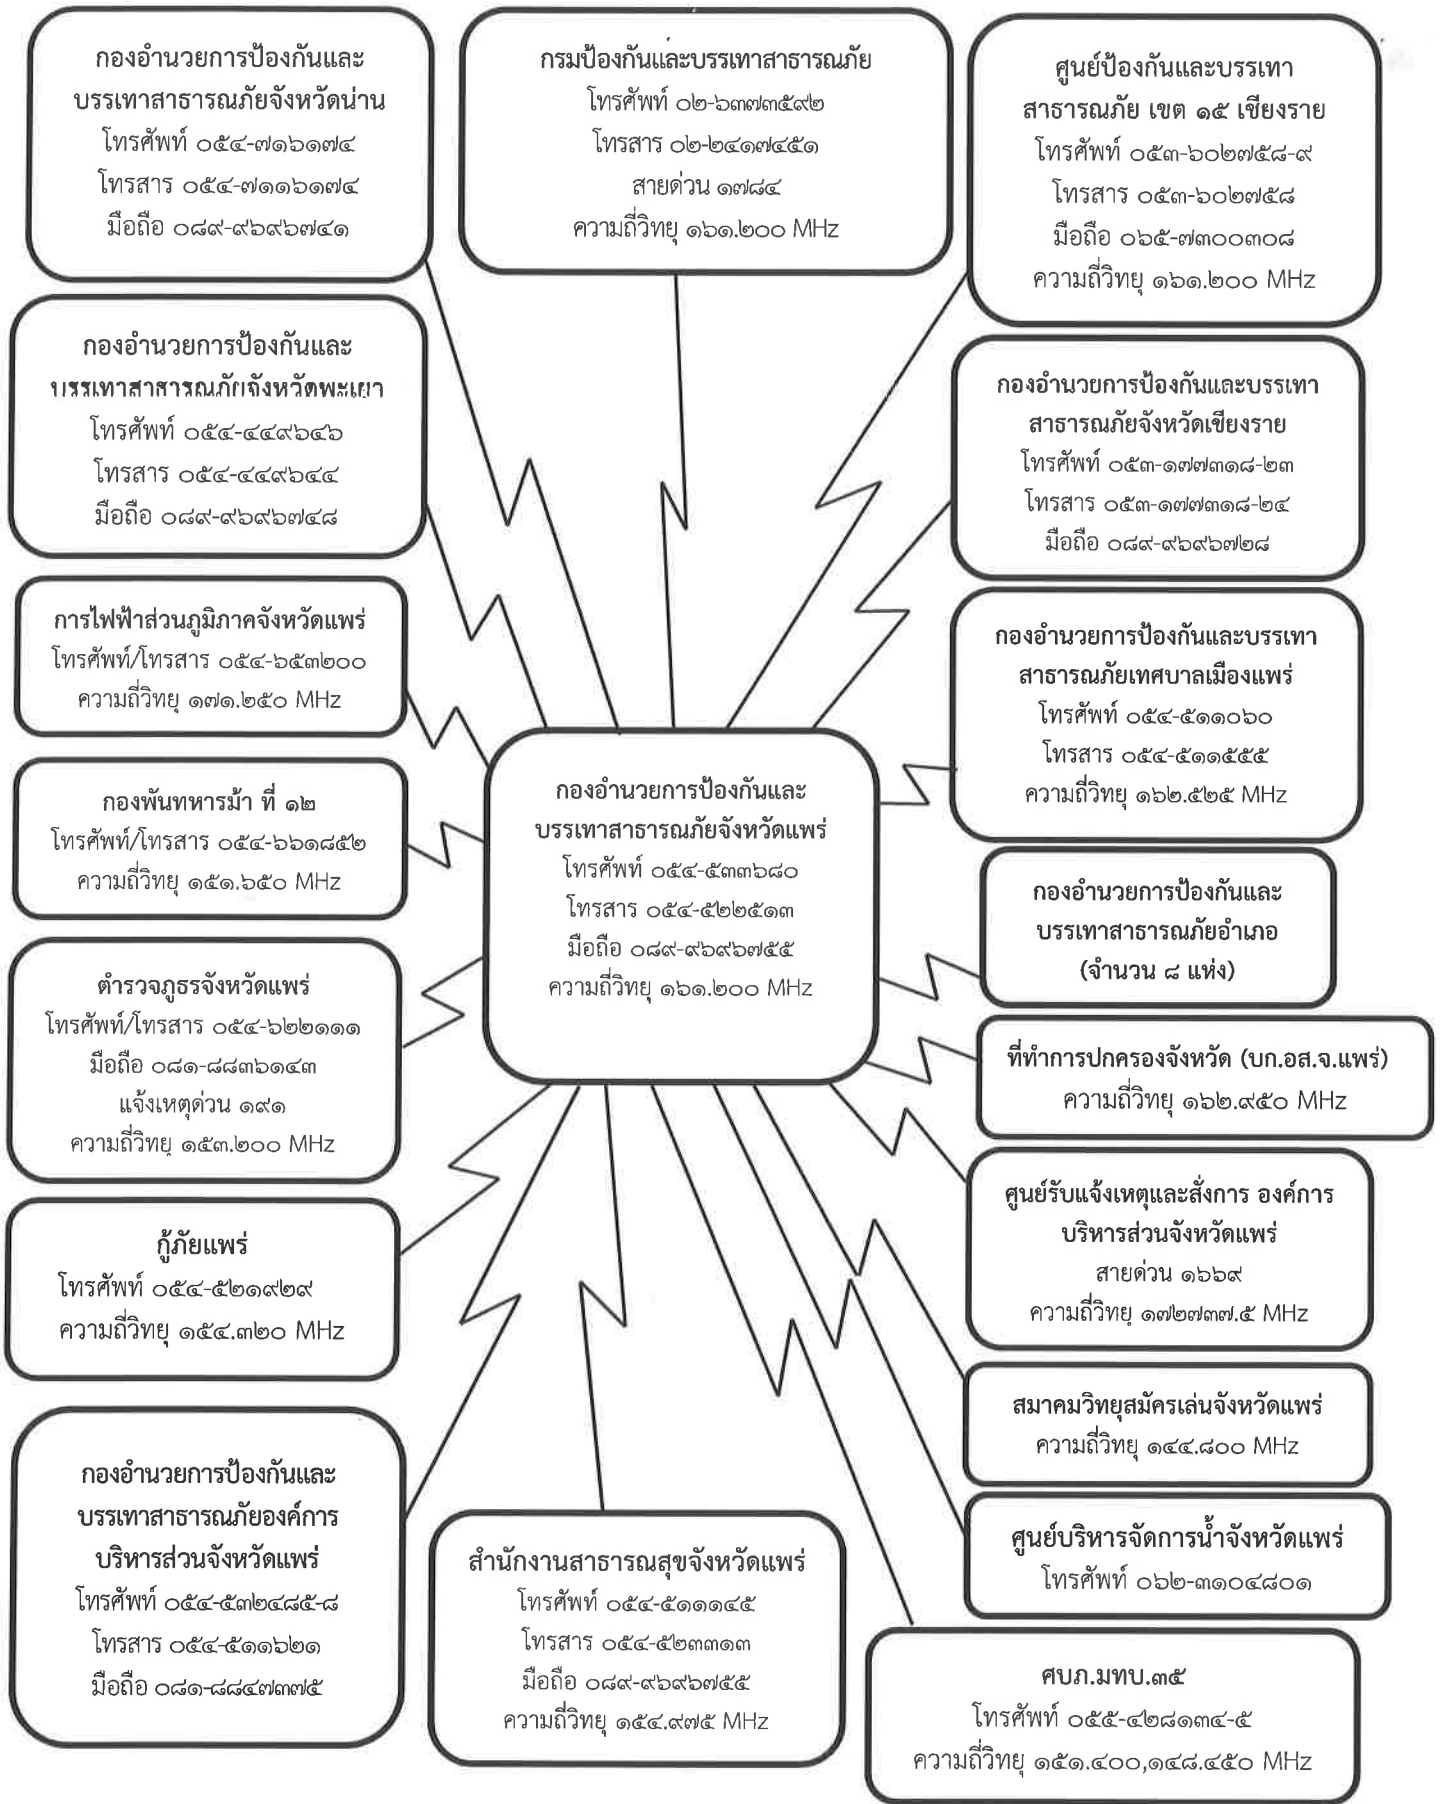 กองอำนวยการป้องกันและ
บรรเทาสาธารณภัยจังหวัดน่าน
โทรศัพท์ ๐๕๔-๗๑๖๑๗๔
โทรสาร ๐๕๔-๗๑๑๖๑๗๔
มือถือ ๐๘๙-๙๖๙๖๗๔๑
กรมป้องกันและบรรเทาสาธารณภัย
โทรศัพท์ ๐๒-๖๓๗๓๕๙๒
โทรสาร ๐๒-๒๔๑๗๔๕๑
สายด่วน ๑๗๘๔
ความถี่วิทยุ ๑๖๑.๒๐๐ MHz
ศูนย์ป้องกันและบรรเทา
สาธารณภัย เขต ๑๕ เชียงราย
โทรศัพท์ ๐๕๓-๖๐๒๗๕๘-๙
โทรสาร ๐๕๓-๖๐๒๗๕๘
มือถือ ๐๖๕-๗๓๐๐๓๐๘
ความถี่วิทยุ ๑๖๑.๒๐๐ MHz
กองอำนวยการป้องกันและ
บรรเทาสาธารณภัยจังหวัดพะเยา
โทรศัพท์ ๐๕๔-๔๔๙๖๔๖
โทรสาร ๐๕๔-๔๔๙๖๔๔
มือถือ ๐๘๙-๙๖๙๖๗๔๘
กองอำนวยการป้องกันและบรรเทา
สาธารณภัยจังหวัดเชียงราย
โทรศัพท์ ๐๕๓-๑๗๗๓๑๘-๒๓
โทรสาร ๐๕๓-๑๗๗๓๑๘-๒๔
มือถือ ๐๘๙-๙๖๙๖๗๒๘
การไฟฟ้าส่วนภูมิภาคจังหวัดแพร่
โทรศัพท์/โทรสาร ๐๕๔-๖๕๓๒๐๐
ความถี่วิทยุ ๑๗๑.๒๕๐ MHz
กองอำนวยการป้องกันและบรรเทา
สาธารณภัยเทศบาลเมืองแพร่
โทรศัพท์ ๐๕๔-๕๑๑๐๖๐
โทรสาร ๐๕๔-๕๑๑๕๕๕
ความถี่วิทยุ ๑๖๒.๕๒๕ MHz
กองพันทหารม้า ที่ ๑๒
โทรศัพท์/โทรสาร ๐๕๔-๖๖๑๘๕๒
ความถี่วิทยุ ๑๕๑.๖๕๐ MHz
กองอำนวยการป้องกันและ
บรรเทาสาธารณภัยจังหวัดแพร่
โทรศัพท์ ๐๕๔-๕๓๓๖๘๐
โทรสาร ๐๕๔-๕๒๒๕๑๓
มือถือ ๐๘๙-๙๖๙๖๗๕๕
ความถี่วิทยุ ๑๖๑.๒๐๐ MHz
กองอำนวยการป้องกันและ
บรรเทาสาธารณภัยอำเภอ
(จำนวน ๘ แห่ง)
ตำรวจภูธรจังหวัดแพร่
โทรศัพท์/โทรสาร ๐๕๔-๖๒๒๑๑๑
มือถือ ๐๘๑-๘๘๓๖๑๔๓
แจ้งเหตุด่วน ๑๙๑
ความถี่วิทยุ ๑๕๓.๒๐๐ MHz
ที่ทำการปกครองจังหวัด (บก.อส.จ.แพร่)
ความถี่วิทยุ ๑๖๒.๙๕๐ MHz
ศูนย์รับแจ้งเหตุและสั่งการ องค์การ
บริหารส่วนจังหวัดแพร่
สายด่วน ๑๖๖๙
ความถี่วิทยุ ๑๗๒๗๓๗.๕ MHz
กู้ภัยแพร่
โทรศัพท์ ๐๕๔-๕๒๑๙๒๙
ความถี่วิทยุ ๑๕๔.๓๒๐ MHz
สมาคมวิทยุสมัครเล่นจังหวัดแพร่
ความถี่วิทยุ ๑๔๔.๘๐๐ MHz
กองอำนวยการป้องกันและ
บรรเทาสาธารณภัยองค์การ
บริหารส่วนจังหวัดแพร่
โทรศัพท์ ๐๕๔-๕๓๒๔๘๕-๘
โทรสาร ๐๕๔-๕๑๑๖๒๑
มือถือ ๐๘๑-๘๘๔๗๓๗๕
สำนักงานสาธารณสุขจังหวัดแพร่
โทรศัพท์ ๐๕๔-๕๑๑๑๔๕
โทรสาร ๐๕๔-๕๒๓๓๑๓
มือถือ ๐๘๙-๙๖๙๖๗๕๕
ความถี่วิทยุ ๑๕๔.๙๗๕ MHz
ศูนย์บริหารจัดการน้ำจังหวัดแพร่
โทรศัพท์ ๐๖๒-๓๑๐๔๘๐๑
ศบภ.มทบ.๓๕
โทรศัพท์ ๐๕๕-๔๒๘๑๓๔-๕
ความถี่วิทยุ ๑๕๑.๔๐๐,๑๔๘.๔๕๐ MHz